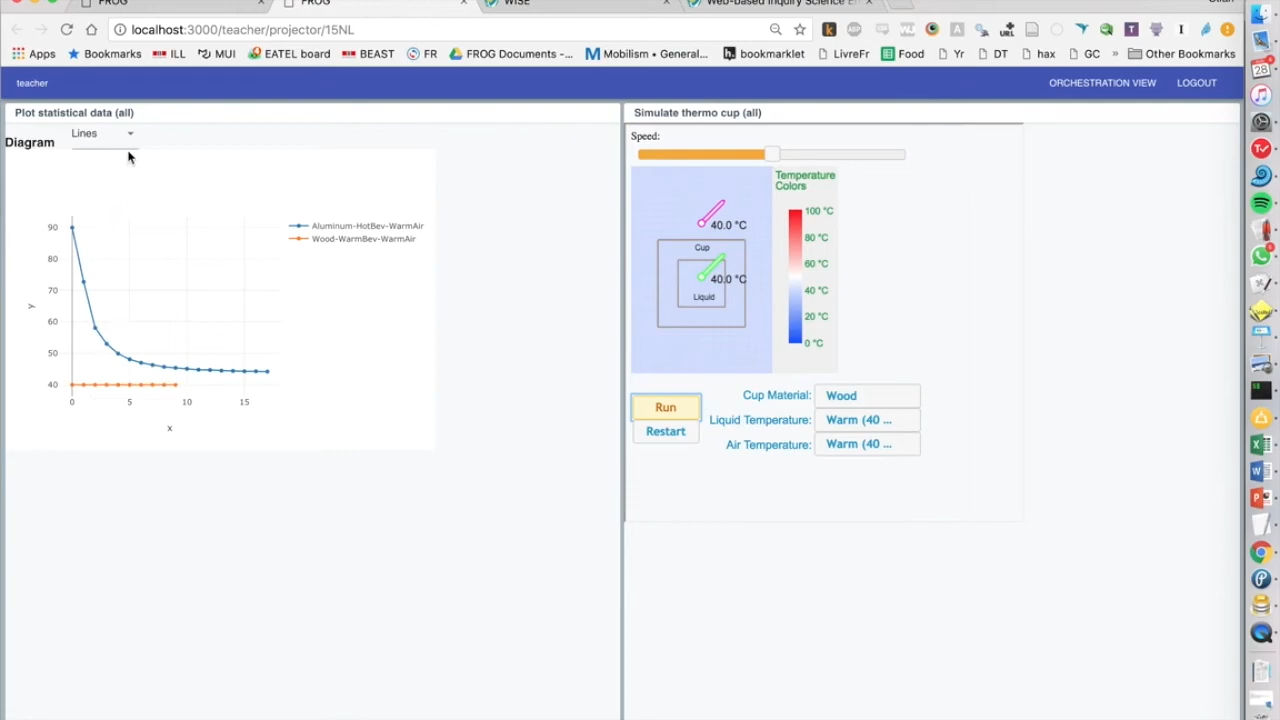 FROG
FROG
WISE
Web-based Inquiry Science En
localhost:3000/teacher/projector/15NL
Apps
Bookmarks
ILL
MUI
EATEL board
BEAST
FR
FROG Documents -...
Mobilism • General...
bookmarklet
LivreFr
Food
Yr
DT
hax
GC
»
Other Bookmarks
teacher
ORCHESTRATION VIEW
LOGOUT
Plot statistical data (all)
Diagram
Lines
90
80
70
60
50
40
y
0
5
10
15
x
Aluminum-HotBev-WarmAir
Wood-WarmBev-WarmAir
Simulate thermo cup (all)
Speed:
40.0 °C
Cup
40.0 °C
Liquid
Temperature
Colors
100 °C
80 °C
60 °C
40 °C
20 °C
0 °C
Run
Restart
Cup Material:
Wood
Liquid Temperature:
Warm (40 ...
Air Temperature:
Warm (40 ...
28